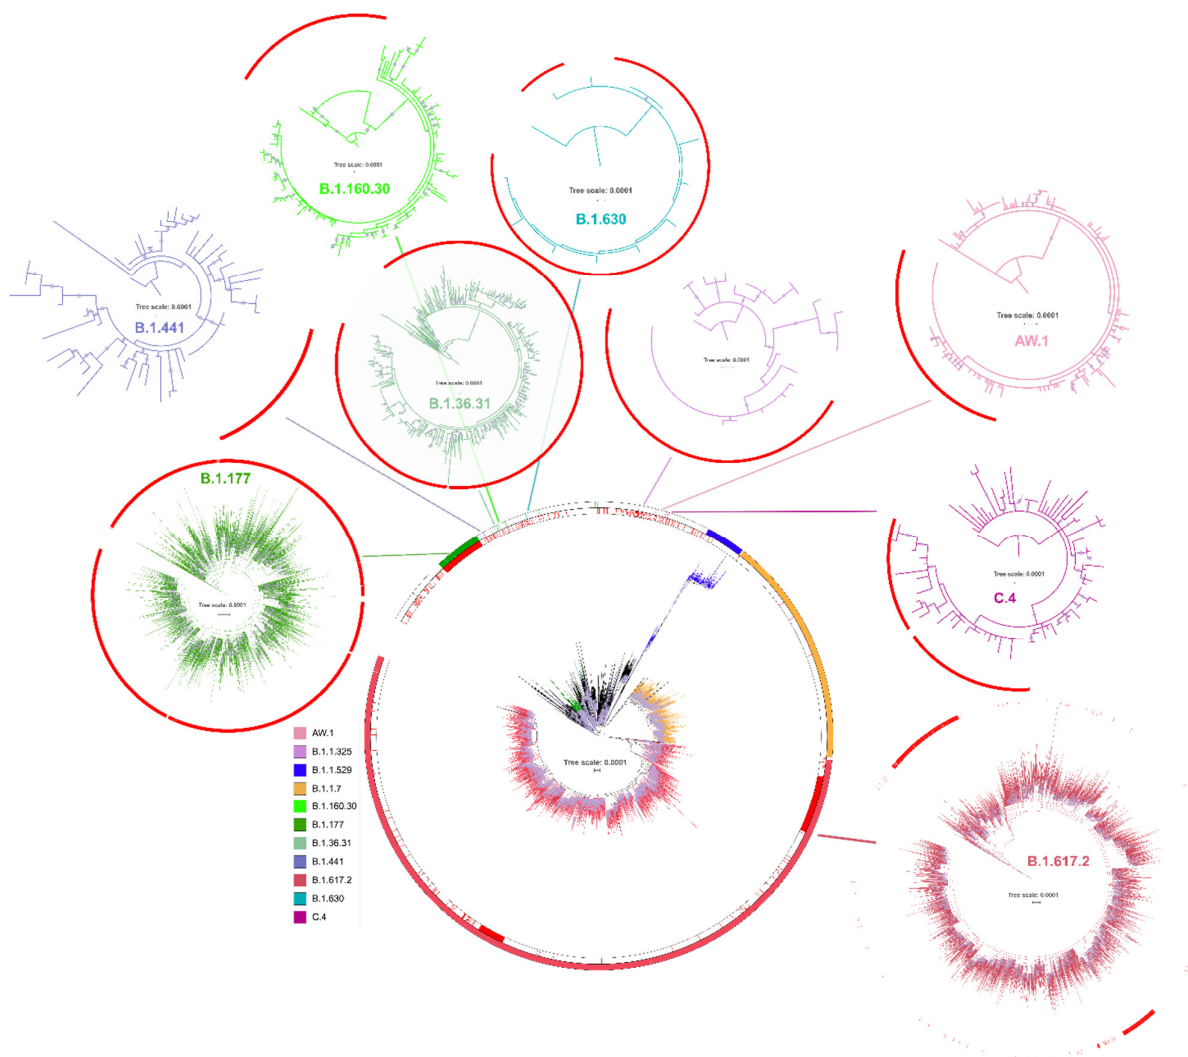 Tree scale: 0.0001
B.1.160.30
Tree scale: 0.0001
B.1.630
Tree scale: 0.0001
B.1.441
Tree scale: 0.0001
B.1.36.31
Tree scale: 0.0001
Tree scale: 0.0001
AW.1
B.1.177
Tree scale: 0.0001
Tree scale: 0.0001
C.4
Tree scale: 0.0001
AW.1
B.1.1.325
B.1.1.529
B.1.1.7
B.1.160.30
B.1.177
B.1.36.31
B.1.441
B.1.617.2
B.1.630
C.4
B.1.617.2
Tree scale: 0.0001